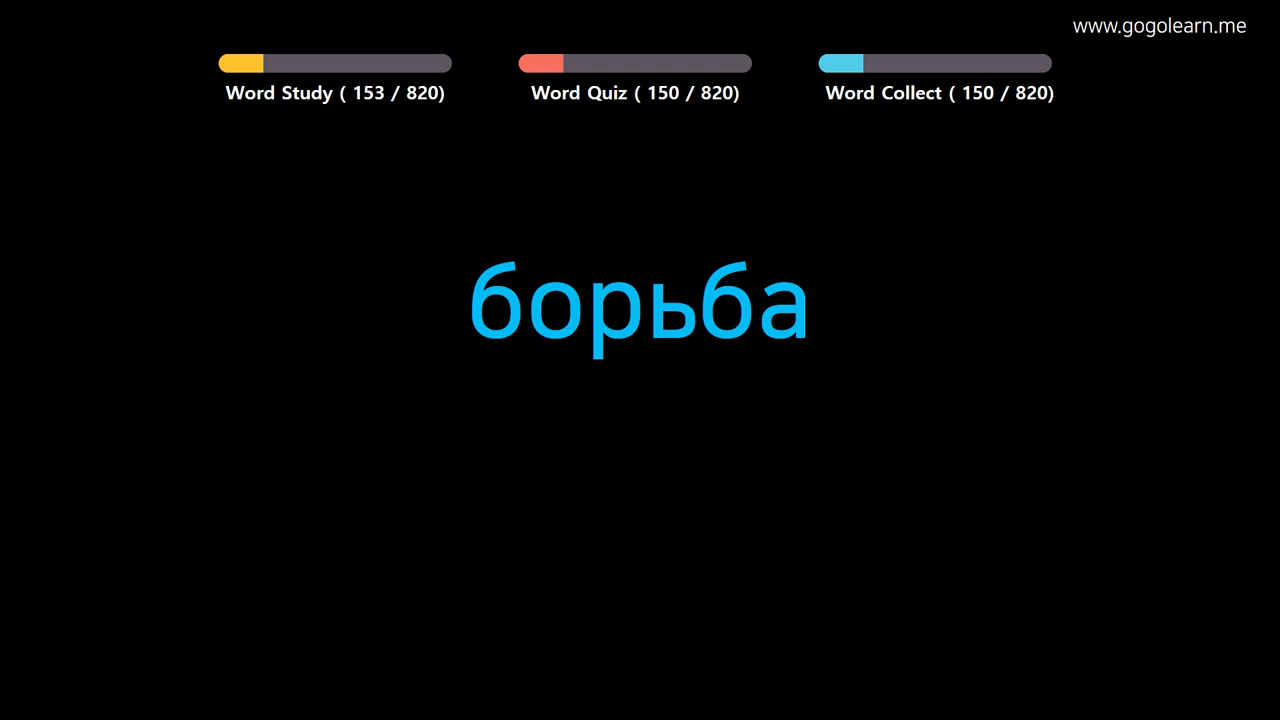 www.gogolearn.me
Word Study ( 153 / 820)
Word Quiz ( 150 / 820)
Word Collect ( 150 / 820)
борьба